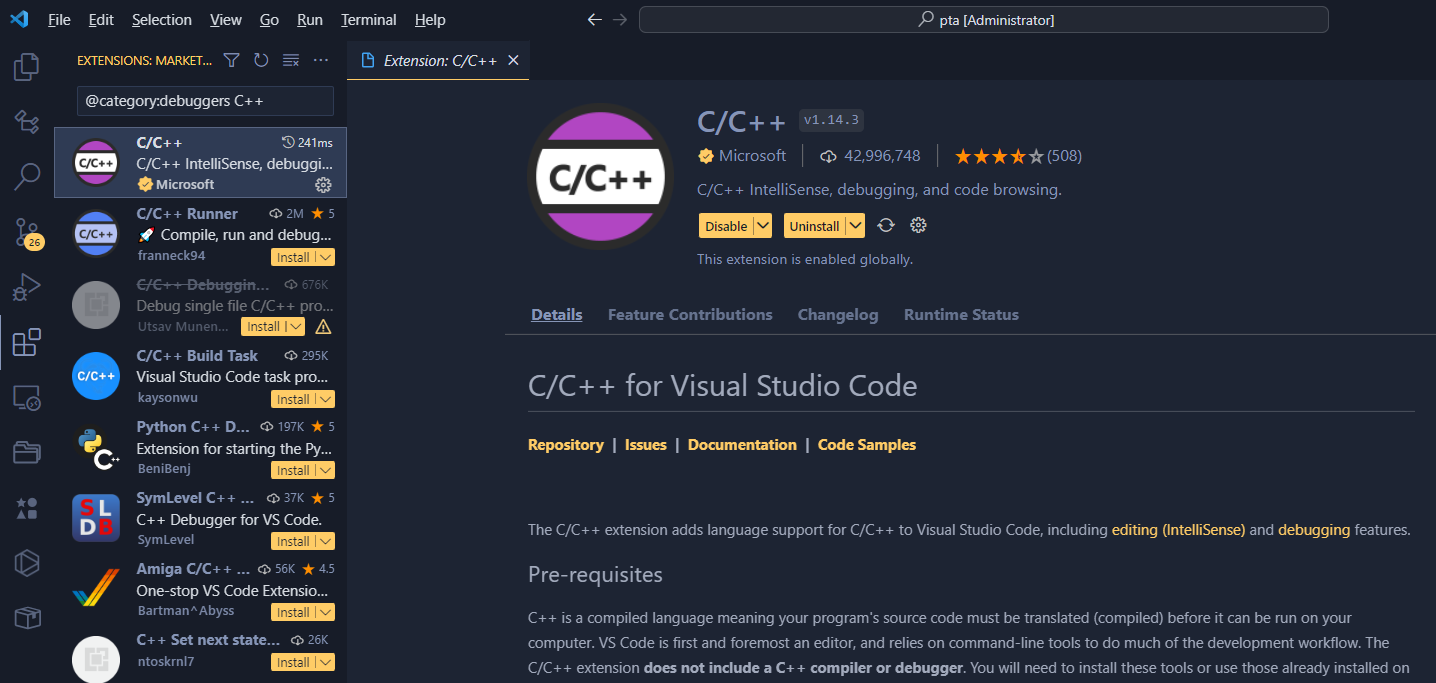 File Edit Selection View Go Run Terminal Help
pta [Administrator]
EXTENSIONS: MARKET...
Extension: C/C++
@category:debuggers C++
C/C++ 241ms
C/C++ IntelliSense, debuggi...
Microsoft
C/C++ Runner 2M 5
Compile, run and debug...
franneck94 Install
C/C++ Debuggin... 676K
Debug single file C/C++ pro...
Utsav Munen... Install
C/C++ Build Task 295K
Visual Studio Code task pro...
kaysonwu Install
Python C++ D... 197K 5
Extension for starting the Py...
BeniBenj Install
SymLevel C++ ... 37K 5
C++ Debugger for VS Code.
SymLevel Install
Amiga C/C++ ... 56K 4.5
One-stop VS Code Extensio...
Bartman^Abyss Install
C++ Set next state... 26K
ntoskrnl7 Install
26
C/C++
C/C++
C/C++
C++
SL
DB
C/C++
C/C++ v1.14.3
Microsoft 42,996,748 (508)
C/C++ IntelliSense, debugging, and code browsing.
Disable Uninstall
This extension is enabled globally.
Details Feature Contributions Changelog Runtime Status
C/C++ for Visual Studio Code
Repository | Issues | Documentation | Code Samples
The C/C++ extension adds language support for C/C++ to Visual Studio Code, including editing (IntelliSense) and debugging features.
Pre-requisites
C++ is a compiled language meaning your program's source code must be translated (compiled) before it can be run on your
computer. VS Code is first and foremost an editor, and relies on command-line tools to do much of the development workflow. The
C/C++ extension does not include a C++ compiler or debugger. You will need to install these tools or use those already installed on